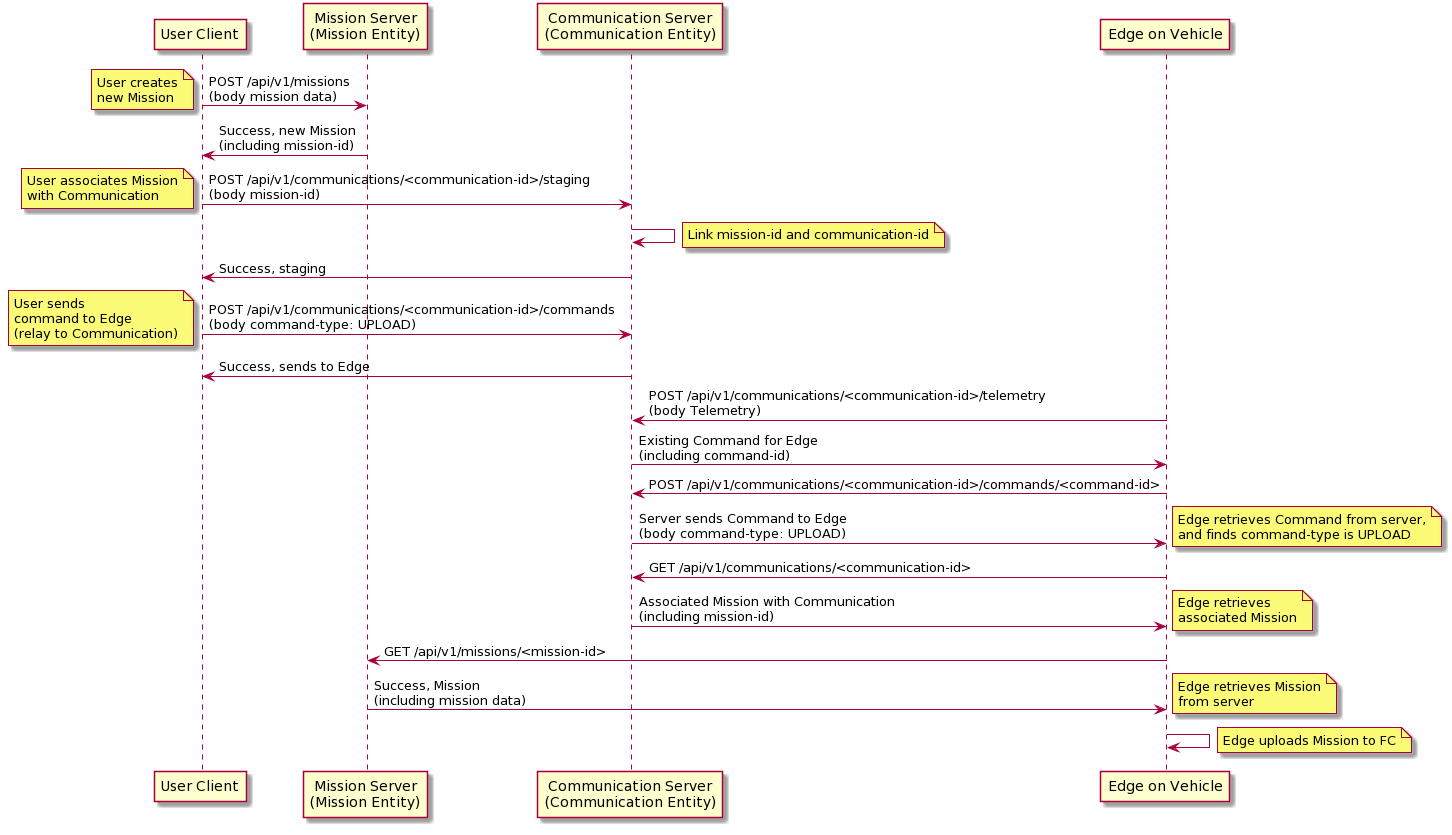 User Client
Mission Server
(Mission Entity)
Communication Server
(Communication Entity)
Edge on Vehicle
User creates
new Mission
POST /api/v1/missions
(body mission data)
Success, new Mission
(including mission-id)
User associates Mission
with Communication
POST /api/v1/communications/<communication-id>/staging
(body mission-id)
Link mission-id and communication-id
Success, staging
User sends
command to Edge
(relay to Communication)
POST /api/v1/communications/<communication-id>/commands
(body command-type: UPLOAD)
Success, sends to Edge
POST /api/v1/communications/<communication-id>/telemetry
(body Telemetry)
Existing Command for Edge
(including command-id)
POST /api/v1/communications/<communication-id>/commands/<command-id>
Server sends Command to Edge
(body command-type: UPLOAD)
Edge retrieves Command from server,
and finds command-type is UPLOAD
GET /api/v1/communications/<communication-id>
Associated Mission with Communication
(including mission-id)
Edge retrieves
associated Mission
GET /api/v1/missions/<mission-id>
Success, Mission
(including mission data)
Edge retrieves Mission
from server
Edge uploads Mission to FC
User Client
Mission Server
(Mission Entity)
Communication Server
(Communication Entity)
Edge on Vehicle